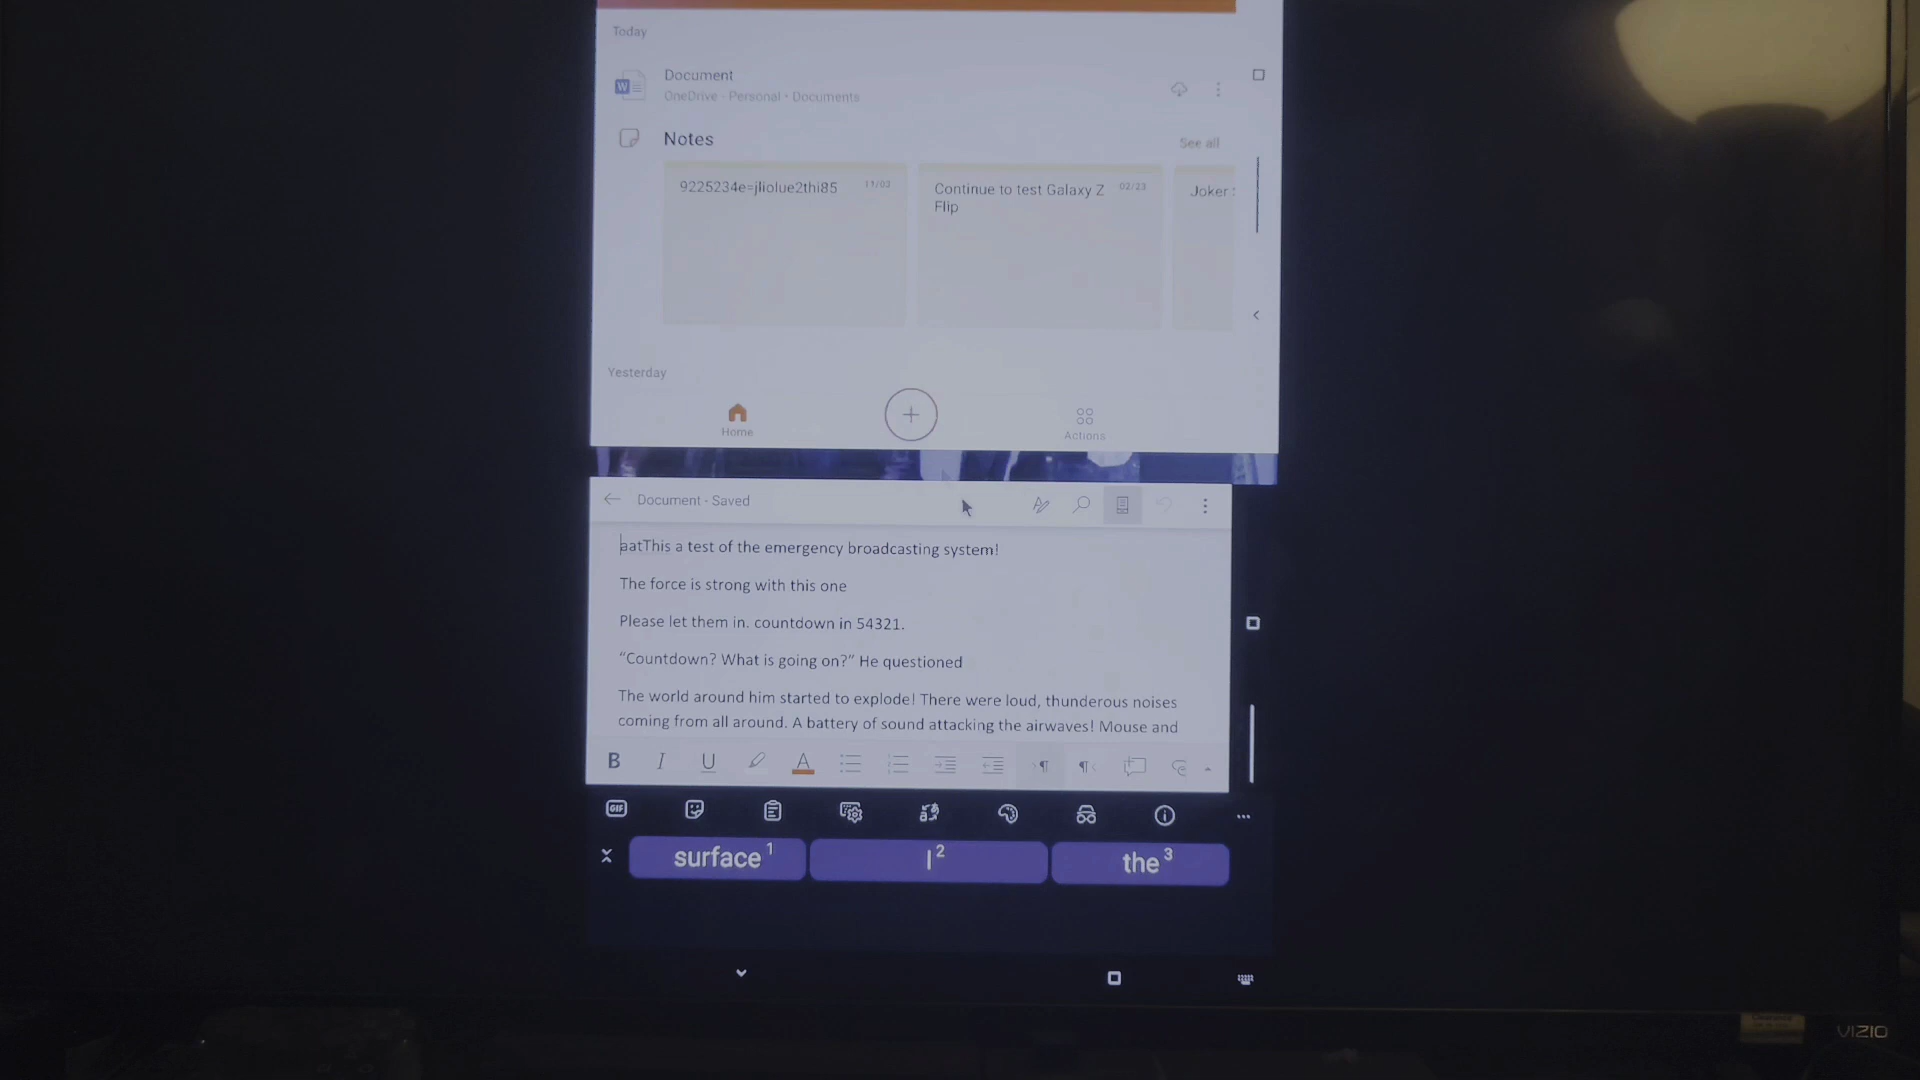 Today
Document
OneDrive - Personal • Documents
Notes
See all
9225234e=jliolue2thi85
11/03
Continue to test Galaxy Z
Flip
02/23
Joker
Yesterday
Home
Actions
Document - Saved
aatThis a test of the emergency broadcasting system!
The force is strong with this one
Please let them in. countdown in 54321.
“Countdown? What is going on?” He questioned
The world around him started to explode! There were loud, thunderous noises
coming from all around. A battery of sound attacking the airwaves! Mouse and
B I U A
GIF
surface 1
I 2
the 3
VIZIO